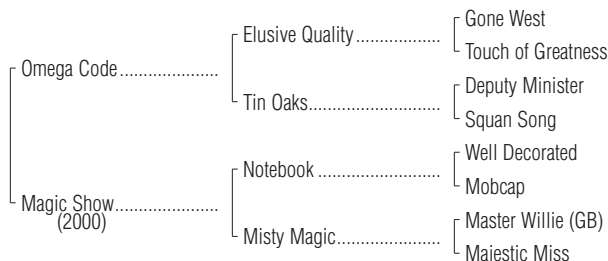 Gone West
Elusive Quality ....................
Touch of Greatness
Omega Code .......................
Deputy Minister
Tin Oaks ................................
Squan Song
Well Decorated
Notebook ..............................
Mobcap
Magic Show ........................
(2000)
Master Willie (GB)
Misty Magic .........................
Majestic Miss